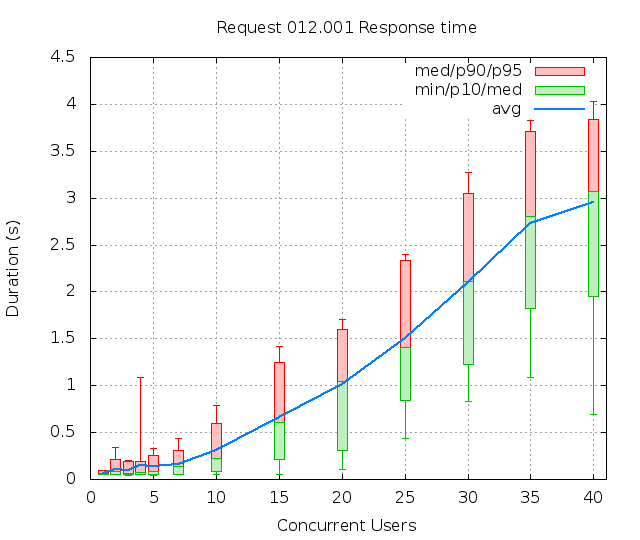 Request 012.001 Response time
med/p90/p95
min/p10/med
avg
4.5
4
3.5
3
2.5
2
1.5
1
0.5
0
Duration (s)
0 5 10 15 20 25 30 35 40
Concurrent Users